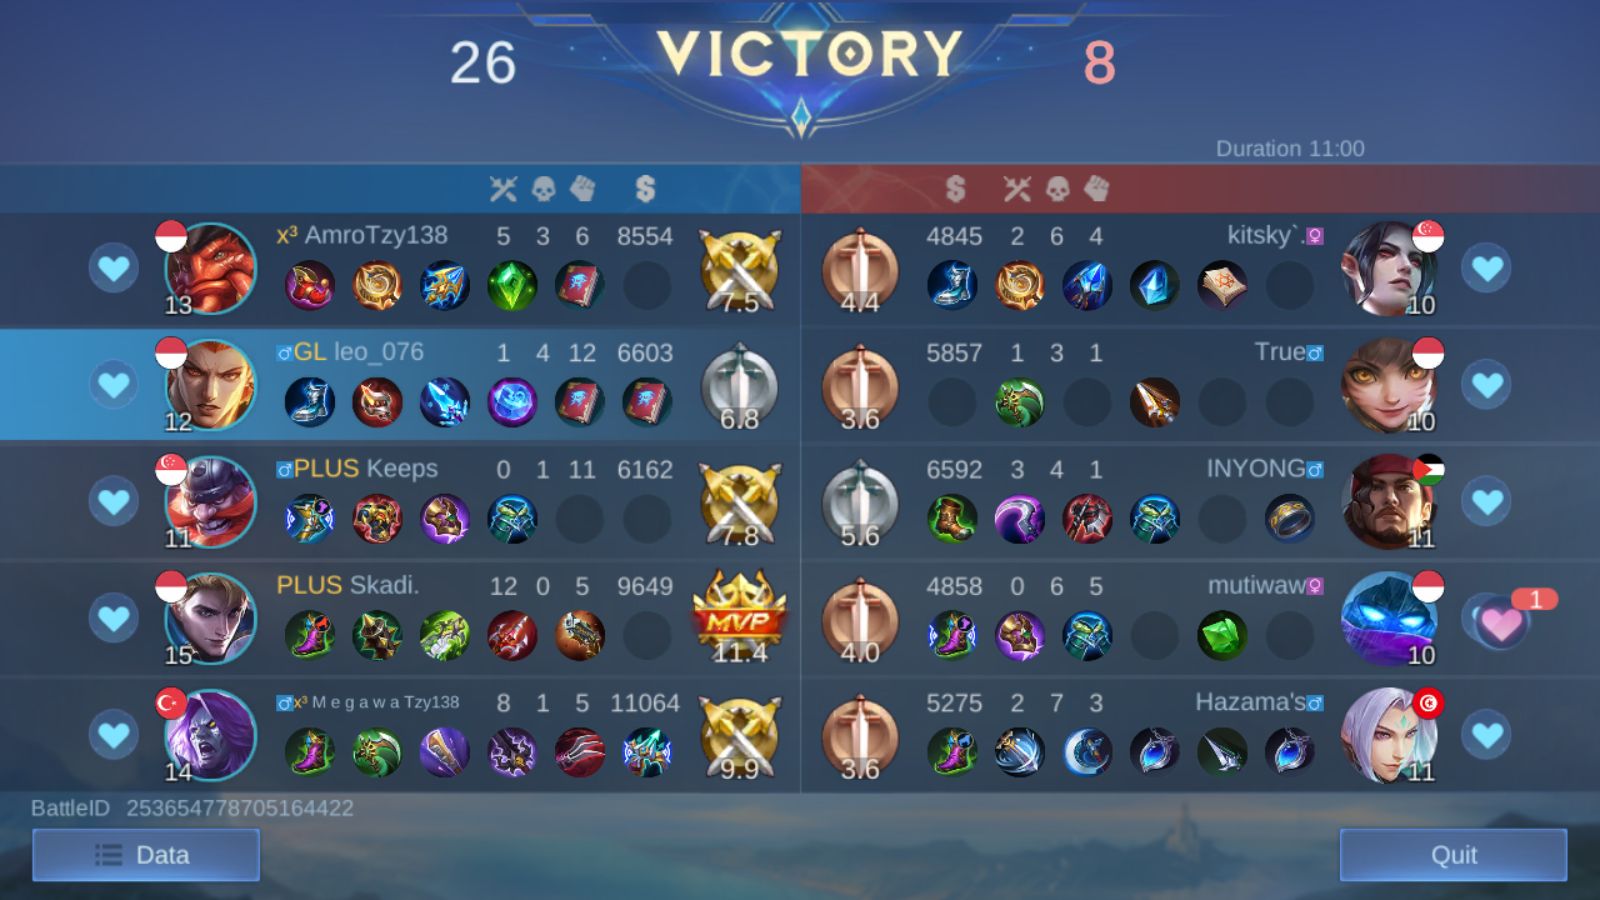 26 VICTORY 8
Duration 11:00
x³ AmroTzy138 5 3 6 8554
13 7.5
4845 2 6 4 kitsky`.♀
4.4 10
♂GL leo_076 1 4 12 6603
12 6.8
5857 1 3 1 True♂
3.6 10
♂PLUS Keeps 0 1 11 6162
11 7.8
6592 3 4 1 INYONG♂
5.6 11
PLUS Skadi. 12 0 5 9649
MVP
15 11.4
4858 0 6 5 mutiwaw♀
1
4.0 10
♂x³ M e g a w a Tzy138 8 1 5 11064
14 9.9
5275 2 7 3 Hazama's♂
3.6 11
BattleID 253654778705164422
Data
Quit